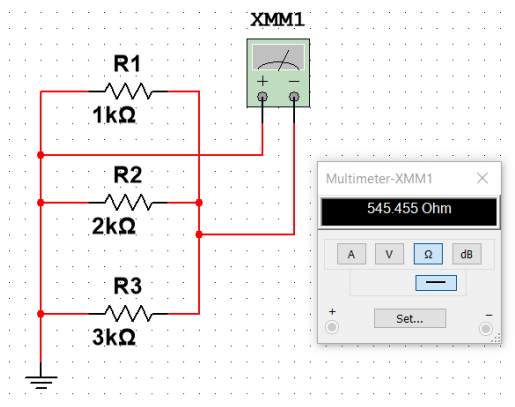 XMM1
R1
1kΩ
+ −
R2
2kΩ
R3
3kΩ
Multimeter-XMM1
545.455 Ohm
A V Ω dB
+ −
Set...